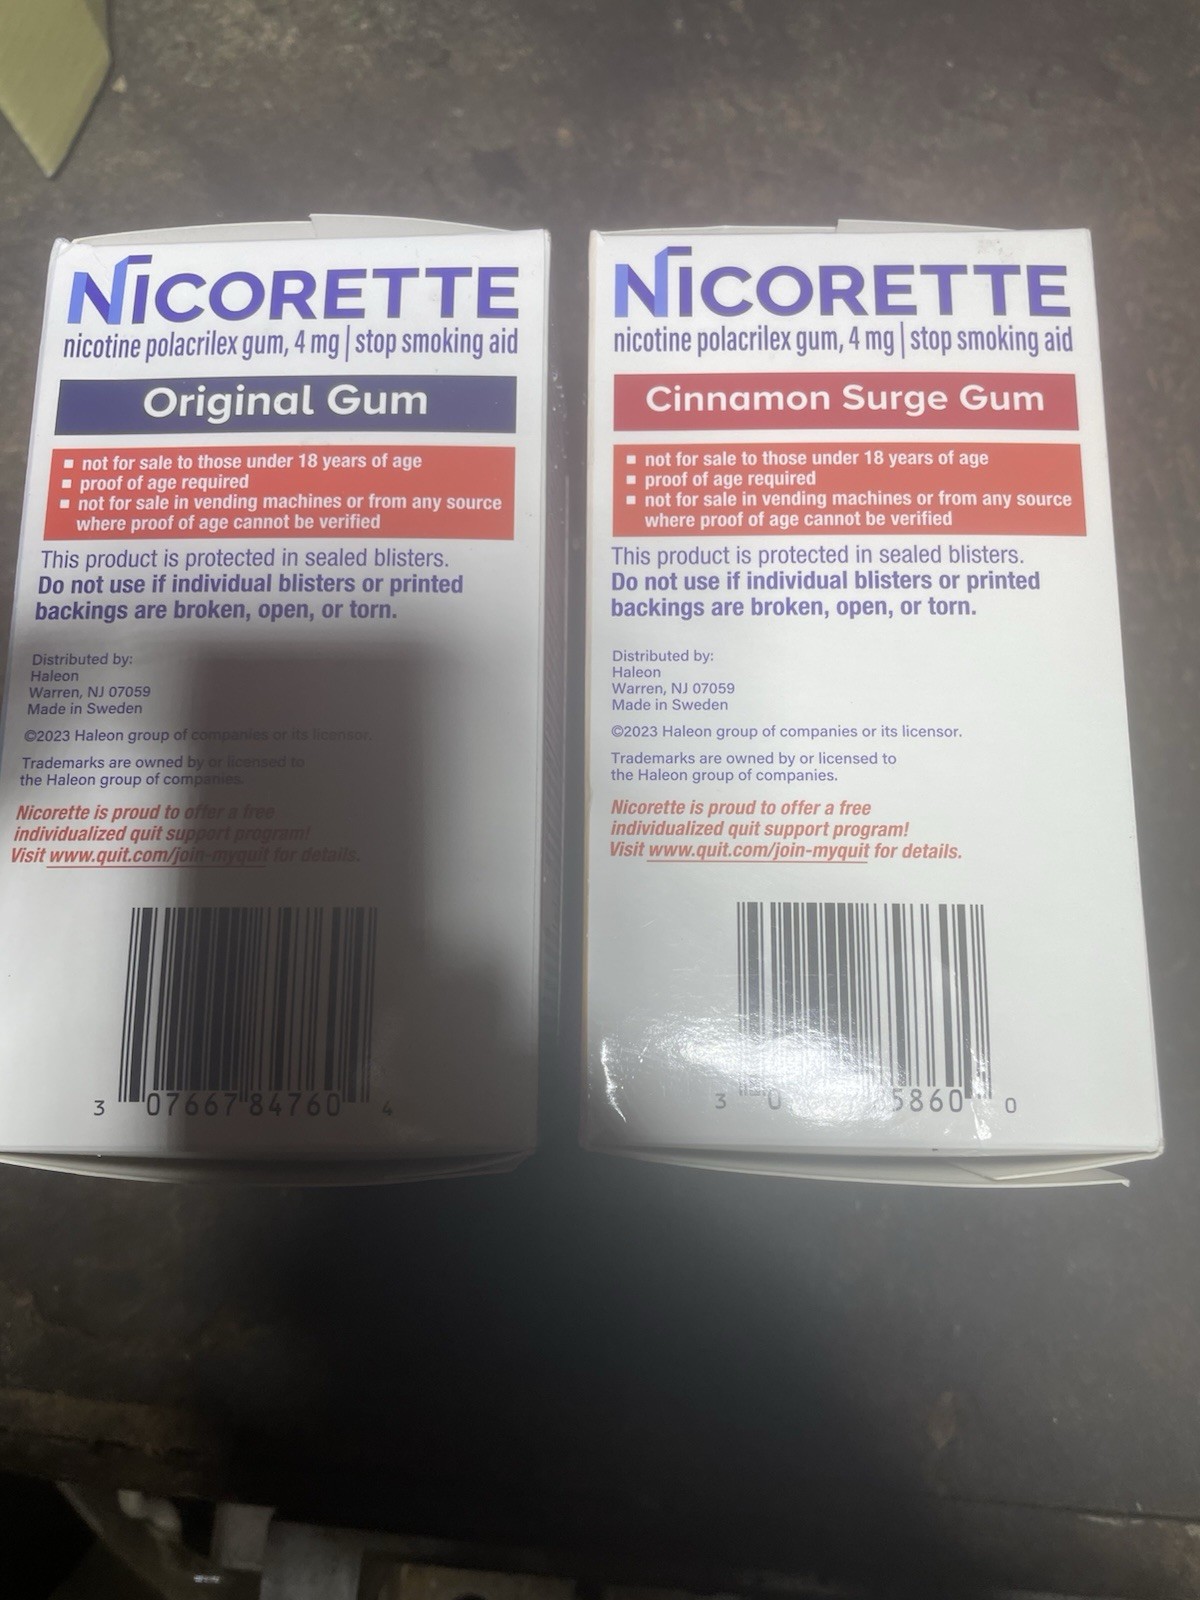 NICORETTE
nicotine polacrilex gum, 4 mg | stop smoking aid
Original Gum
▪ not for sale to those under 18 years of age
▪ proof of age required
▪ not for sale in vending machines or from any source
where proof of age cannot be verified
This product is protected in sealed blisters.
Do not use if individual blisters or printed
backings are broken, open, or torn.
Distributed by:
Haleon
Warren, NJ 07059
Made in Sweden
©2023 Haleon group of companies or its licensor.
Trademarks are owned by or licensed to
the Haleon group of companies.
Nicorette is proud to offer a free
individualized quit support program!
Visit www.quit.com/join-myquit for details.
3 07667 84760 4
NICORETTE
nicotine polacrilex gum, 4 mg | stop smoking aid
Cinnamon Surge Gum
▪ not for sale to those under 18 years of age
▪ proof of age required
▪ not for sale in vending machines or from any source
where proof of age cannot be verified
This product is protected in sealed blisters.
Do not use if individual blisters or printed
backings are broken, open, or torn.
Distributed by:
Haleon
Warren, NJ 07059
Made in Sweden
©2023 Haleon group of companies or its licensor.
Trademarks are owned by or licensed to
the Haleon group of companies.
Nicorette is proud to offer a free
individualized quit support program!
Visit www.quit.com/join-myquit for details.
3 0 5860 0